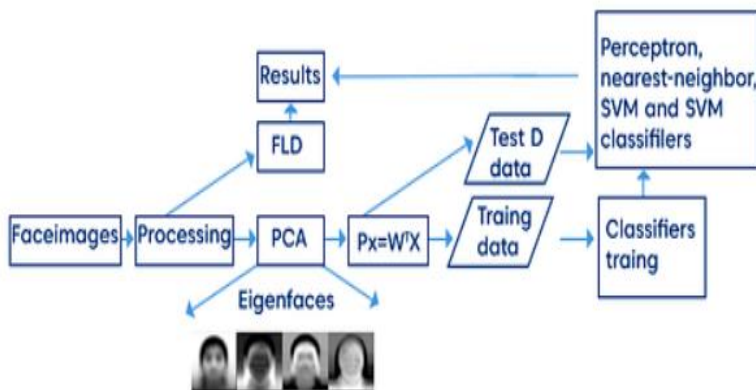 Perceptron,
nearest-neighbor,
SVM and SVM
classifilers
Results
FLD
Test D
data
Faceimages
Processing
PCA
Px=WᵀX
Traing
data
Classifiers
traing
Eigenfaces